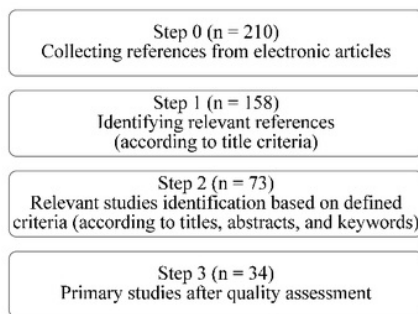 Step 0 (n = 210)
Collecting references from electronic articles
Step 1 (n = 158)
Identifying relevant references
(according to title criteria)
Step 2 (n = 73)
Relevant studies identification based on defined
criteria (according to titles, abstracts, and keywords)
Step 3 (n = 34)
Primary studies after quality assessment